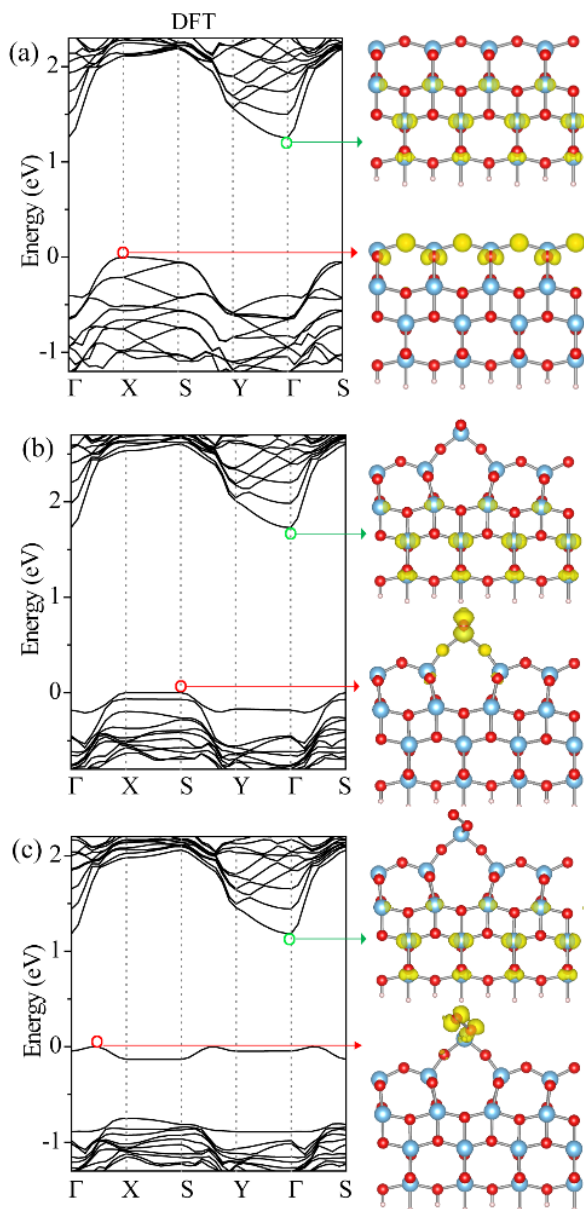 DFT
(a)
2
1
0
-1
Energy (eV)
Γ X S Y Γ S
(b)
2
1
0
Energy (eV)
Γ X S Y Γ S
(c)
2
1
0
-1
Energy (eV)
Γ X S Y Γ S